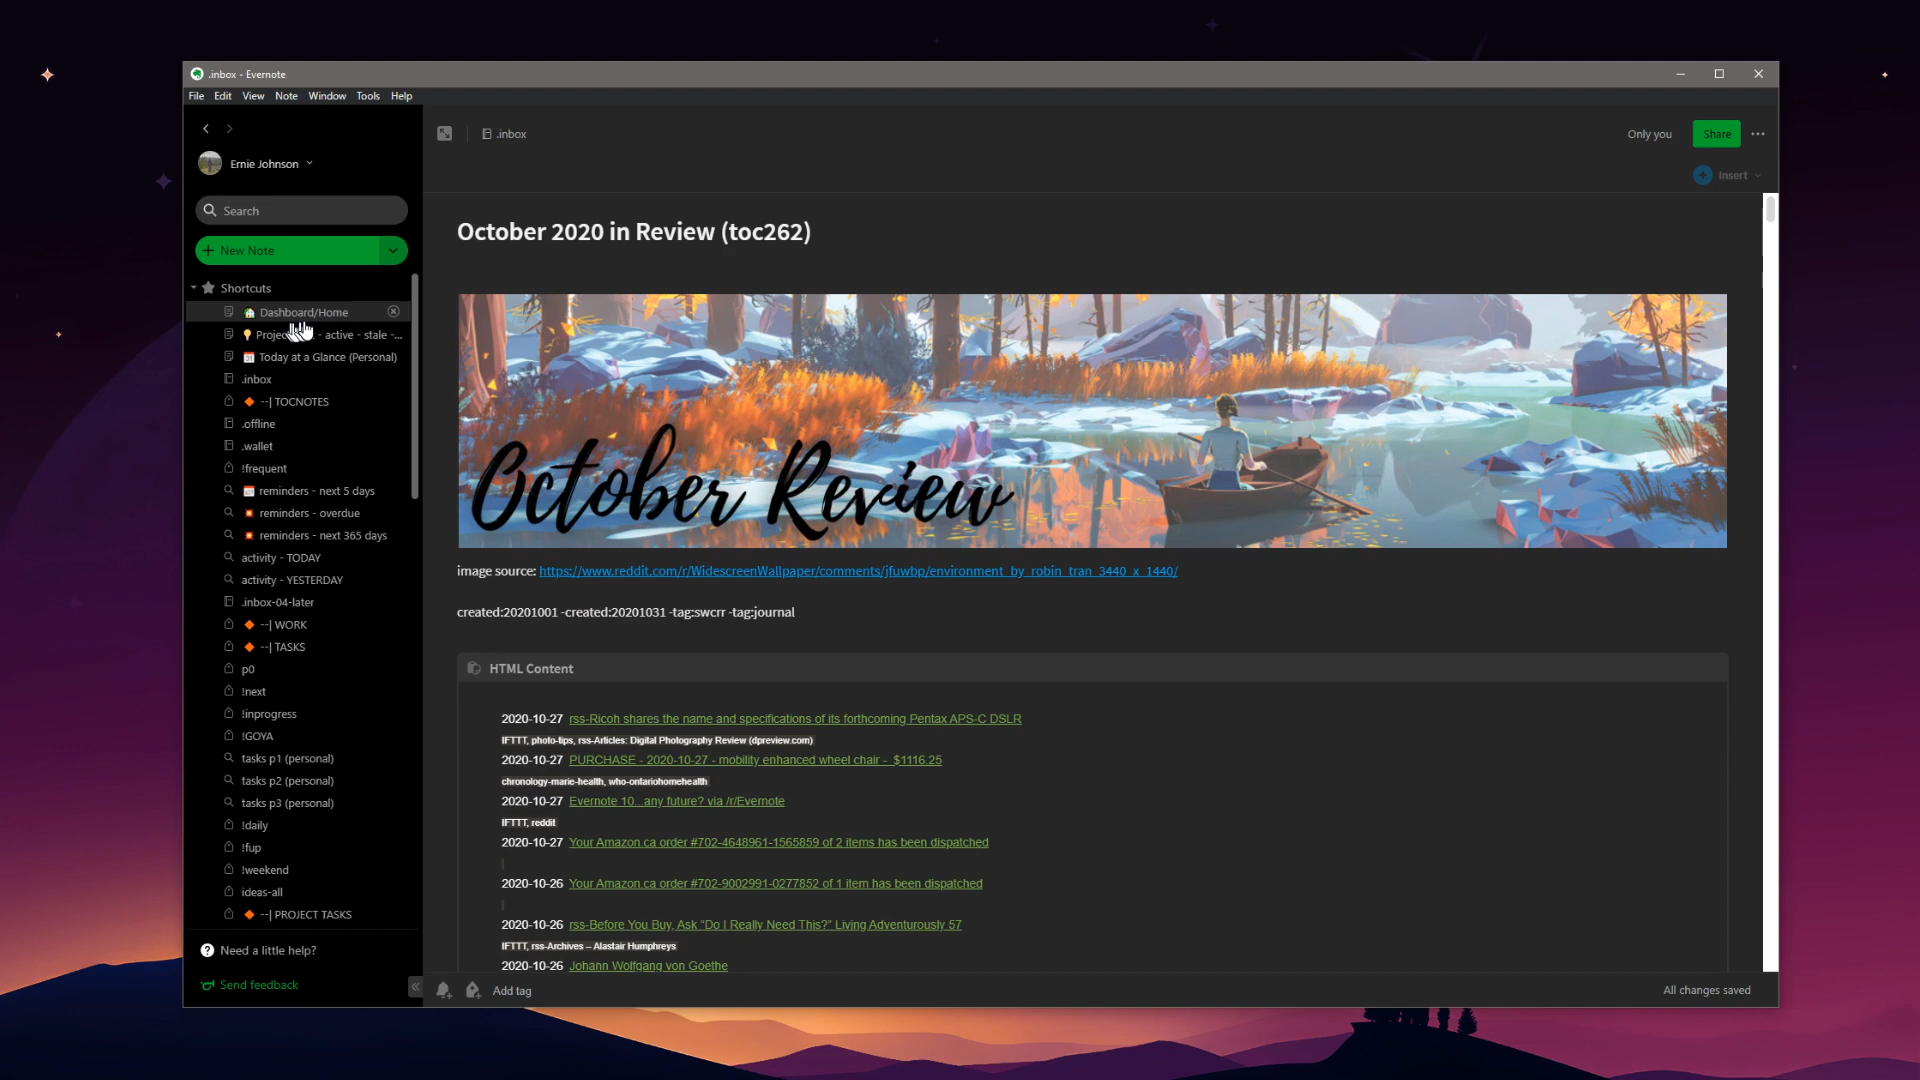 .inbox - Evernote
File Edit View Note Window Tools Help
Ernie Johnson
Search
New Note
Shortcuts
Dashboard/Home
Projec - active - stale -...
Today at a Glance (Personal)
.inbox
--| TOCNOTES
.offline
.wallet
!frequent
reminders - next 5 days
reminders - overdue
reminders - next 365 days
activity - TODAY
activity - YESTERDAY
.inbox-04-later
--| WORK
--| TASKS
p0
!next
!inprogress
!GOYA
tasks p1 (personal)
tasks p2 (personal)
tasks p3 (personal)
!daily
!fup
!weekend
ideas-all
--| PROJECT TASKS
Need a little help?
Send feedback
.inbox
Only you
Share
Insert
October 2020 in Review (toc262)
October Review
image source: https://www.reddit.com/r/WidescreenWallpaper/comments/jfuwbp/environment_by_robin_tran_3440_x_1440/
created:20201001 -created:20201031 -tag:swcrr -tag:journal
HTML Content
2020-10-27 rss-Ricoh shares the name and specifications of its forthcoming Pentax APS-C DSLR
IFTTT, photo-tips, rss-Articles: Digital Photography Review (dpreview.com)
2020-10-27 PURCHASE - 2020-10-27 - mobility enhanced wheel chair - $1116.25
chronology-marie-health, who-ontariohomehealth
2020-10-27 Evernote 10...any future? via /r/Evernote
IFTTT, reddit
2020-10-27 Your Amazon.ca order #702-4648961-1565859 of 2 items has been dispatched
2020-10-26 Your Amazon.ca order #702-9002991-0277852 of 1 item has been dispatched
2020-10-26 rss-Before You Buy, Ask "Do I Really Need This?" Living Adventurously 57
IFTTT, rss-Archives – Alastair Humphreys
2020-10-26 Johann Wolfgang von Goethe
Add tag
All changes saved